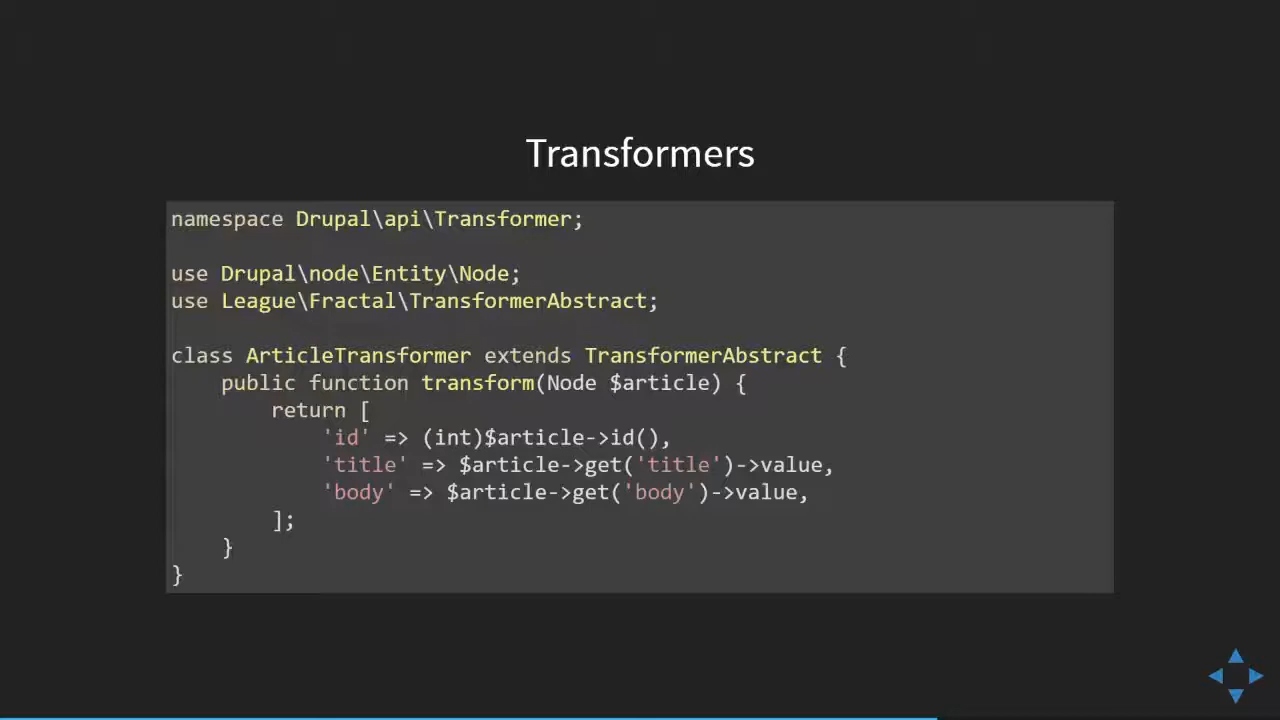 Transformers
namespace Drupal\api\Transformer;
use Drupal\node\Entity\Node;
use League\Fractal\TransformerAbstract;
class ArticleTransformer extends TransformerAbstract {
    public function transform(Node $article) {
        return [
            'id' => (int)$article->id(),
            'title' => $article->get('title')->value,
            'body' => $article->get('body')->value,
        ];
    }
}